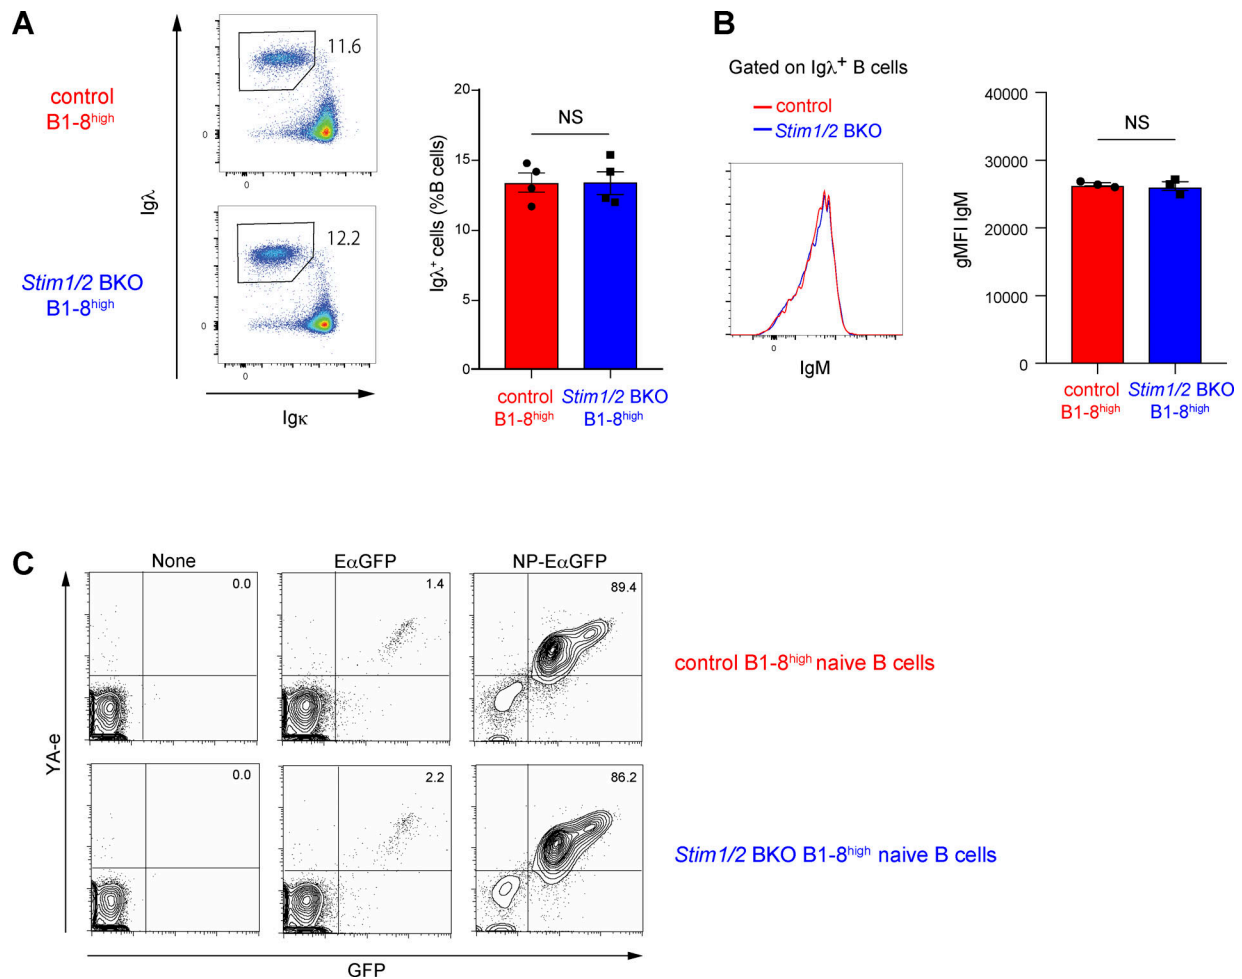 A
Igλ
control
B1-8high
11.6
0
0
Stim1/2 BKO
B1-8high
12.2
0
0
Igκ
Igλ+ cells (%B cells)
20
15
10
5
0
NS
control
B1-8high
Stim1/2 BKO
B1-8high
B
Gated on Igλ+ B cells
control
Stim1/2 BKO
0
IgM
gMFI IgM
40000
30000
20000
10000
0
NS
control
B1-8high
Stim1/2 BKO
B1-8high
C
None
EαGFP
NP-EαGFP
YA-e
0.0
1.4
89.4
control B1-8high naive B cells
0.0
2.2
86.2
Stim1/2 BKO B1-8high naive B cells
GFP